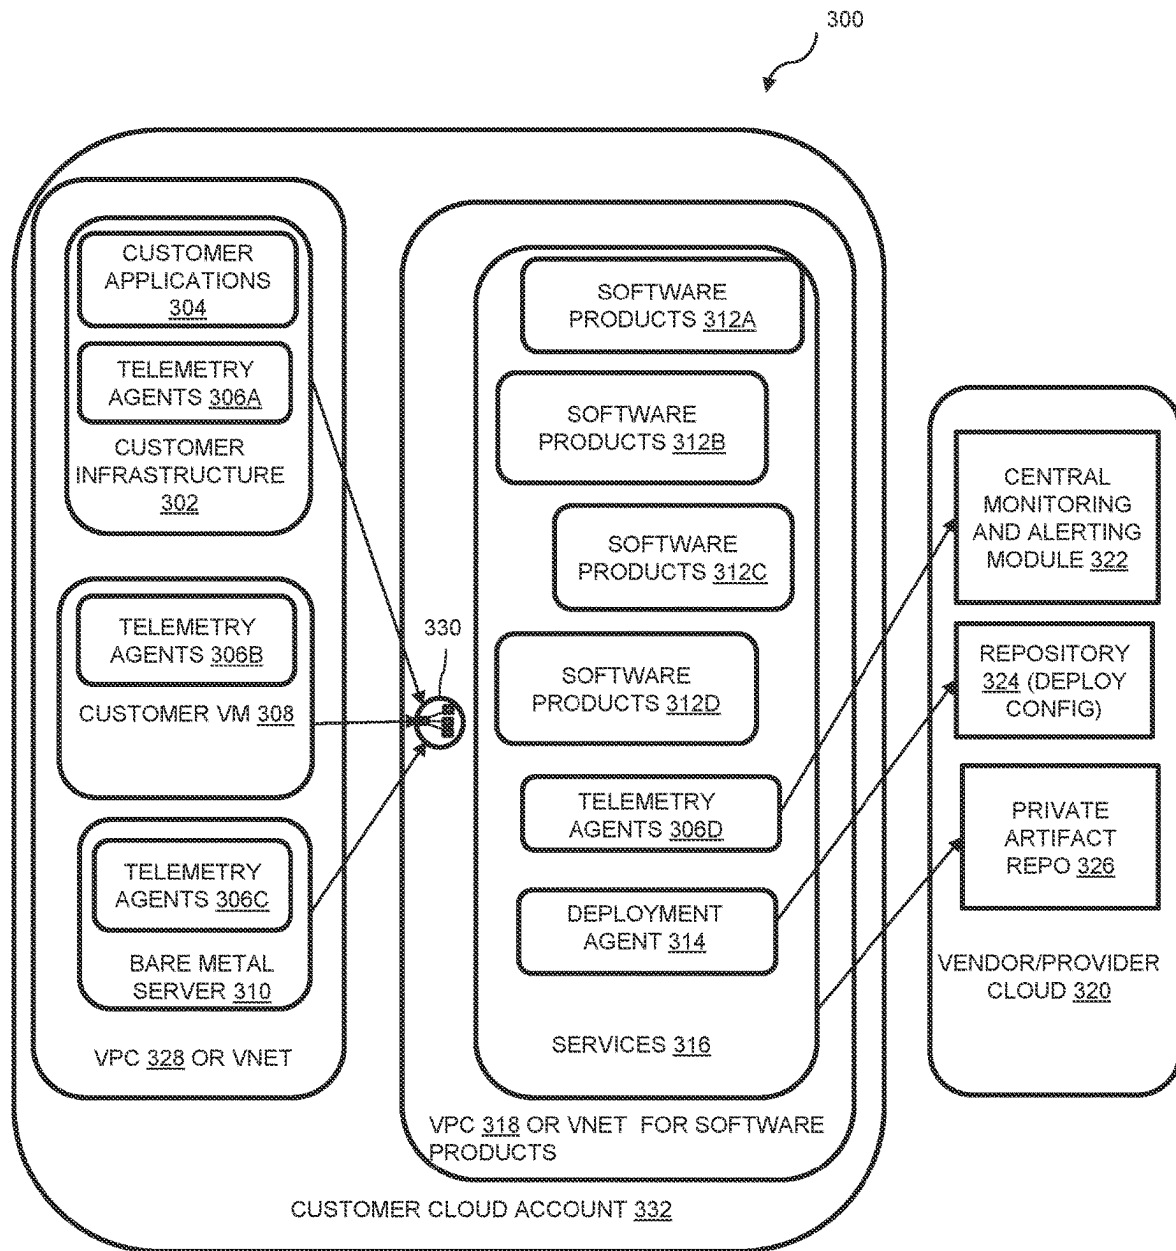 300
CUSTOMER
APPLICATIONS
304
TELEMETRY
AGENTS 306A
CUSTOMER
INFRASTRUCTURE
302
TELEMETRY
AGENTS 306B
CUSTOMER VM 308
TELEMETRY
AGENTS 306C
BARE METAL
SERVER 310
VPC 328 OR VNET
330
SOFTWARE
PRODUCTS 312A
SOFTWARE
PRODUCTS 312B
SOFTWARE
PRODUCTS 312C
SOFTWARE
PRODUCTS 312D
TELEMETRY
AGENTS 306D
DEPLOYMENT
AGENT 314
SERVICES 316
VPC 318 OR VNET FOR SOFTWARE
PRODUCTS
CUSTOMER CLOUD ACCOUNT 332
CENTRAL
MONITORING
AND ALERTING
MODULE 322
REPOSITORY
324 (DEPLOY
CONFIG)
PRIVATE
ARTIFACT
REPO 326
VENDOR/PROVIDER
CLOUD 320